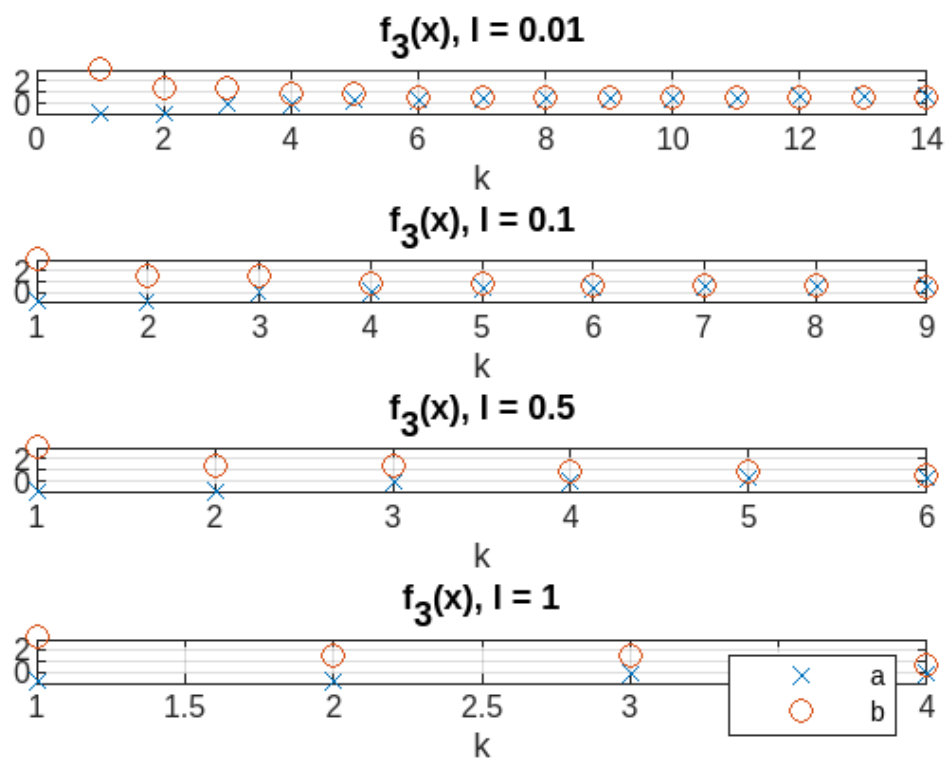 f3(x), l = 0.01
2
0
0 2 4 6 8 10 12 14
k
f3(x), l = 0.1
2
0
1 2 3 4 5 6 7 8 9
k
f3(x), l = 0.5
2
0
1 2 3 4 5 6
k
f3(x), l = 1
2
0
1 1.5 2 2.5 3 4
k
a
b